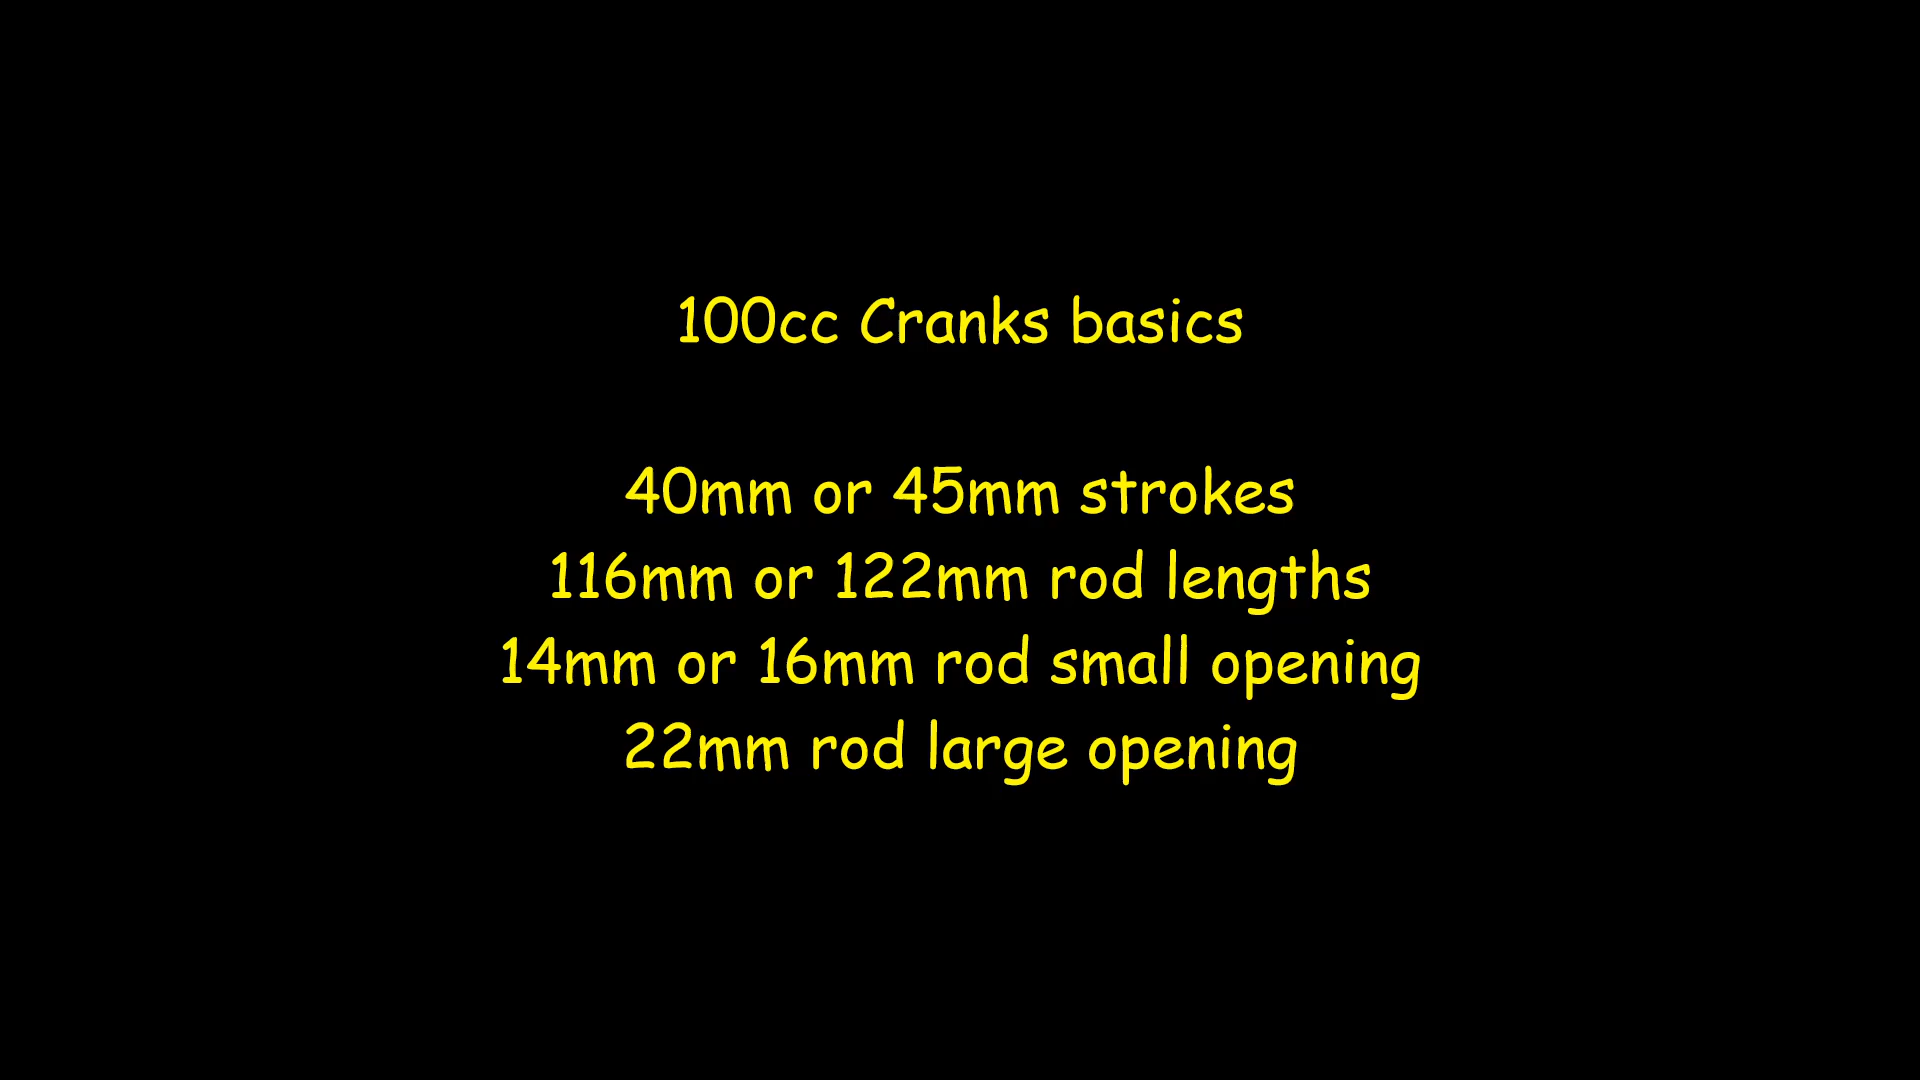 100cc Cranks basics
40mm or 45mm strokes
116mm or 122mm rod lengths
14mm or 16mm rod small opening
22mm rod large opening